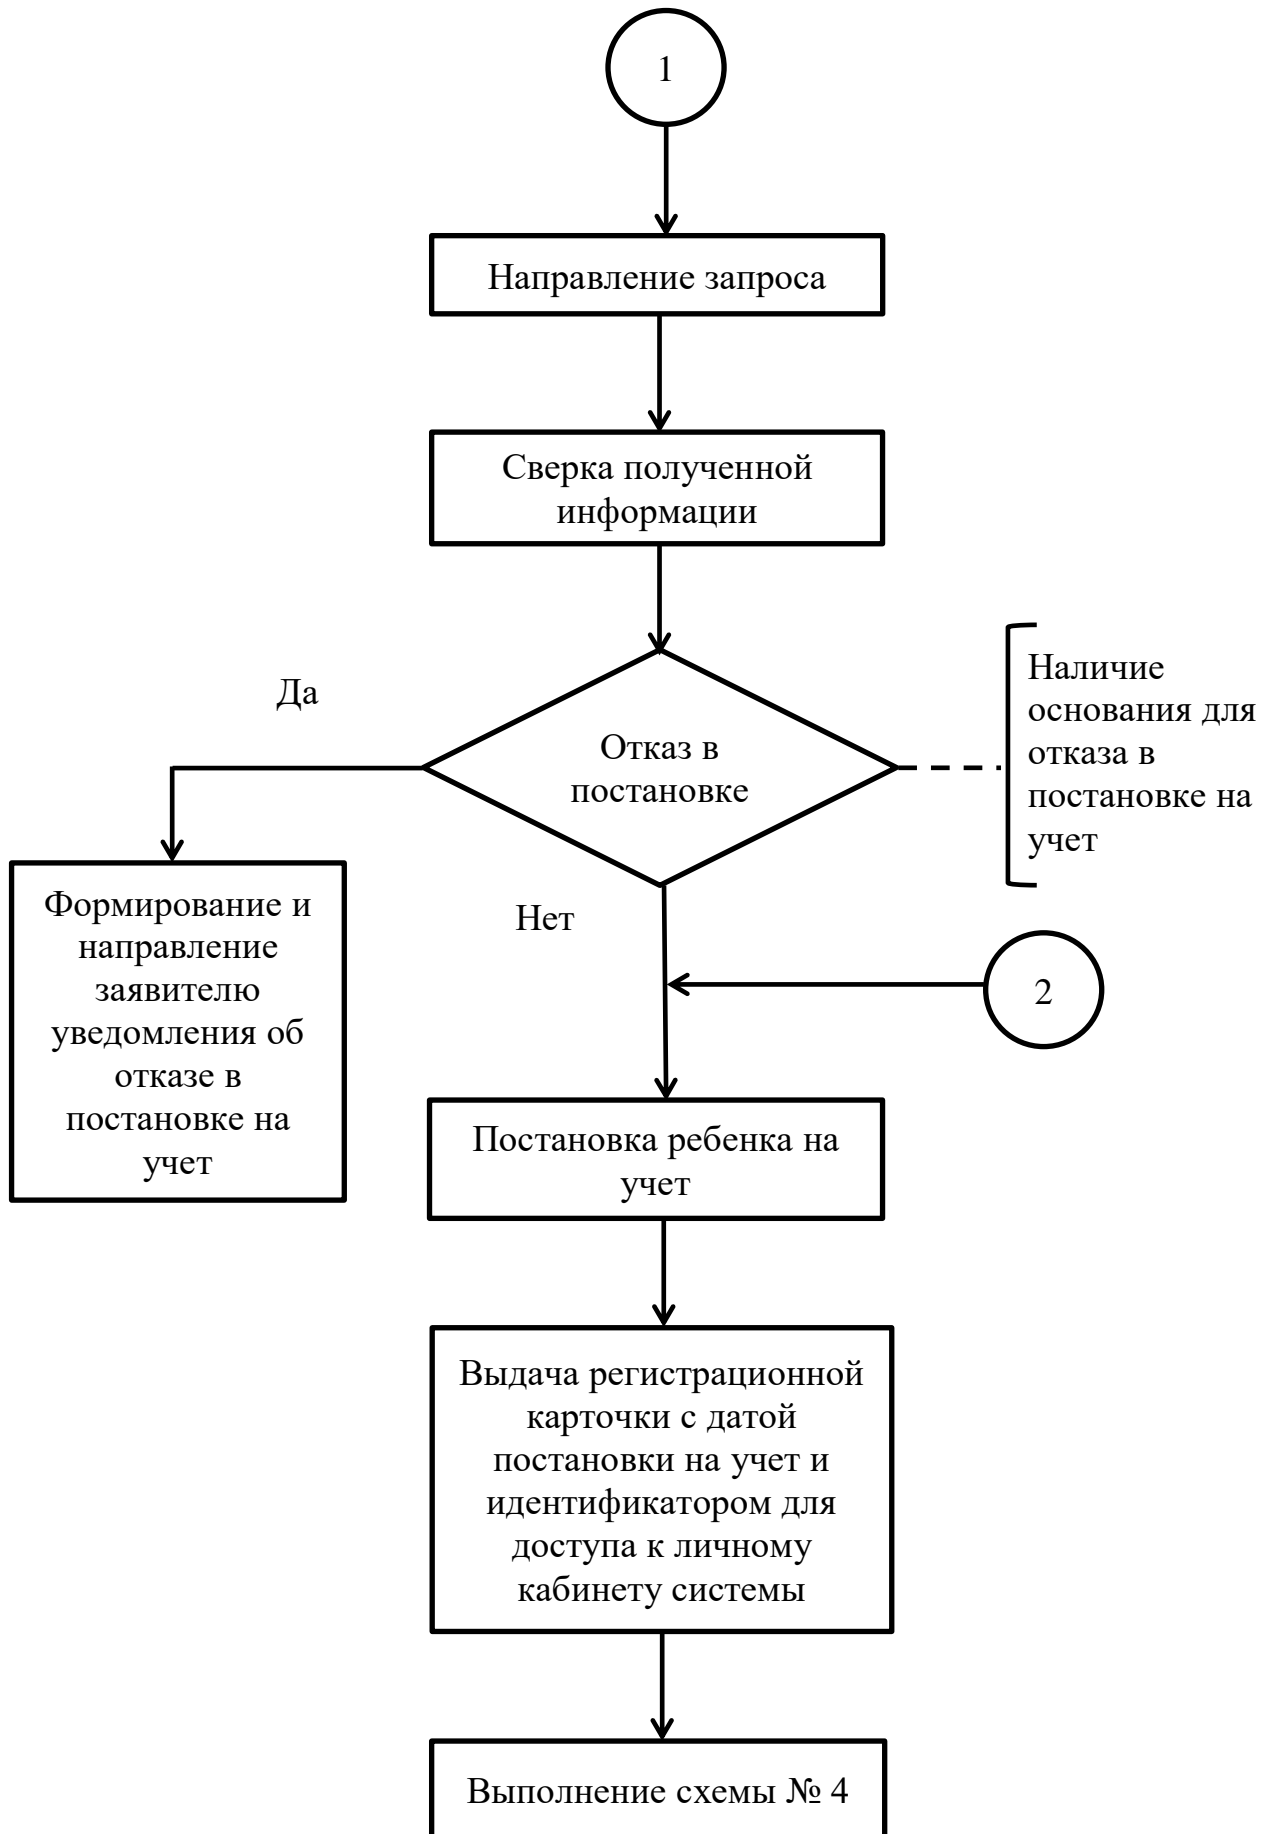 1
Направление запроса
Сверка полученной
информации
Да
Отказ в
постановке
Наличие
основания для
отказа в
постановке на
учет
Формирование и
направление
заявителю
уведомления об
отказе в
постановке на
учет
Нет
2
Постановка ребенка на
учет
Выдача регистрационной
карточки с датой
постановки на учет и
идентификатором для
доступа к личному
кабинету системы
Выполнение схемы № 4